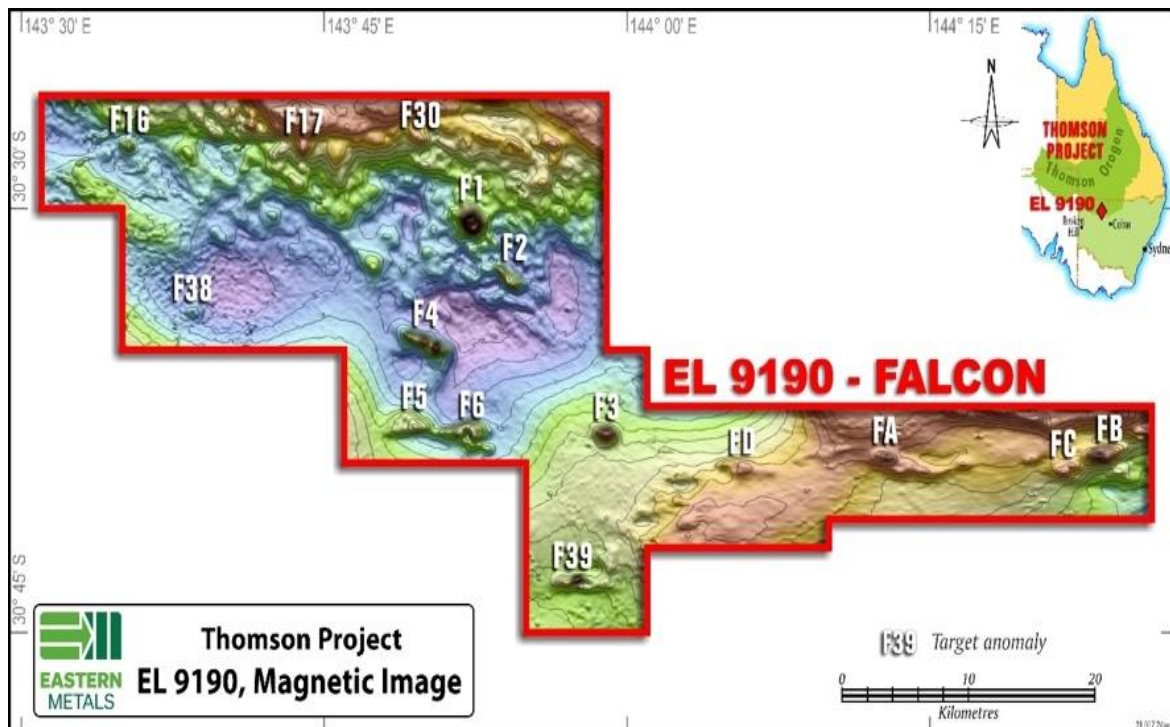 143° 30' E
143° 45' E
144° 00' E
144° 15' E
N
THOMSON
PROJECT
Thomson Orogen
EL 9190
Broken
Hill
Cobar
Sydney
30° 30' S
F16
F17
F30
F1
F2
F38
F4
F5
F6
F3
EL 9190 - FALCON
FD
FA
FC
FB
F39
30° 45' S
EASTERN
METALS
Thomson Project
EL 9190, Magnetic Image
F39 Target anomaly
0 10 20
Kilometres